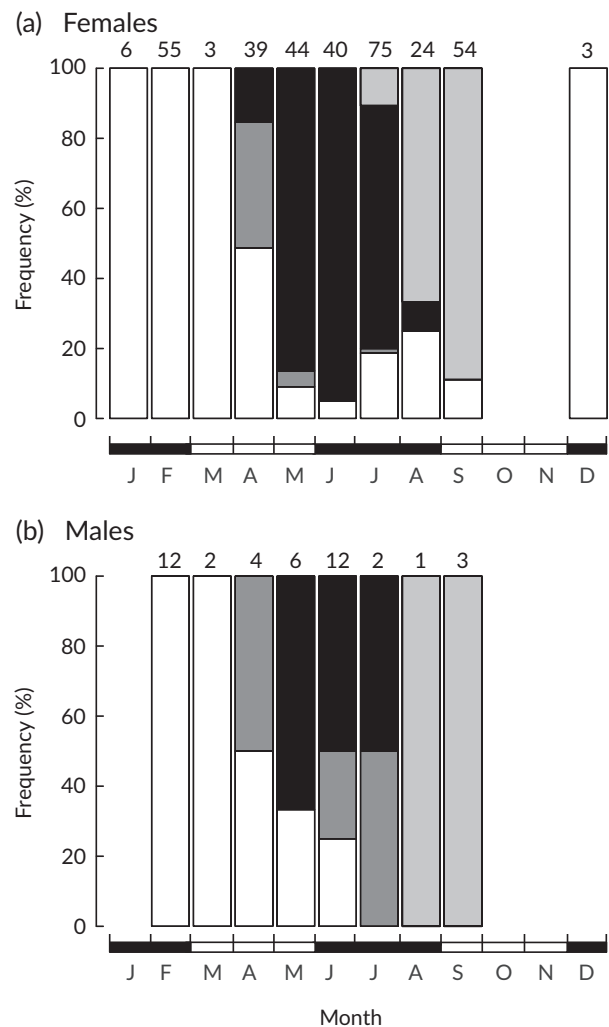 (a) Females
6 55 3 39 44 40 75 24 54 3
100
80
60
40
20
0
Frequency (%)
J F M A M J J A S O N D
(b) Males
12 2 4 6 12 2 1 3
100
80
60
40
20
0
Frequency (%)
J F M A M J J A S O N D
Month